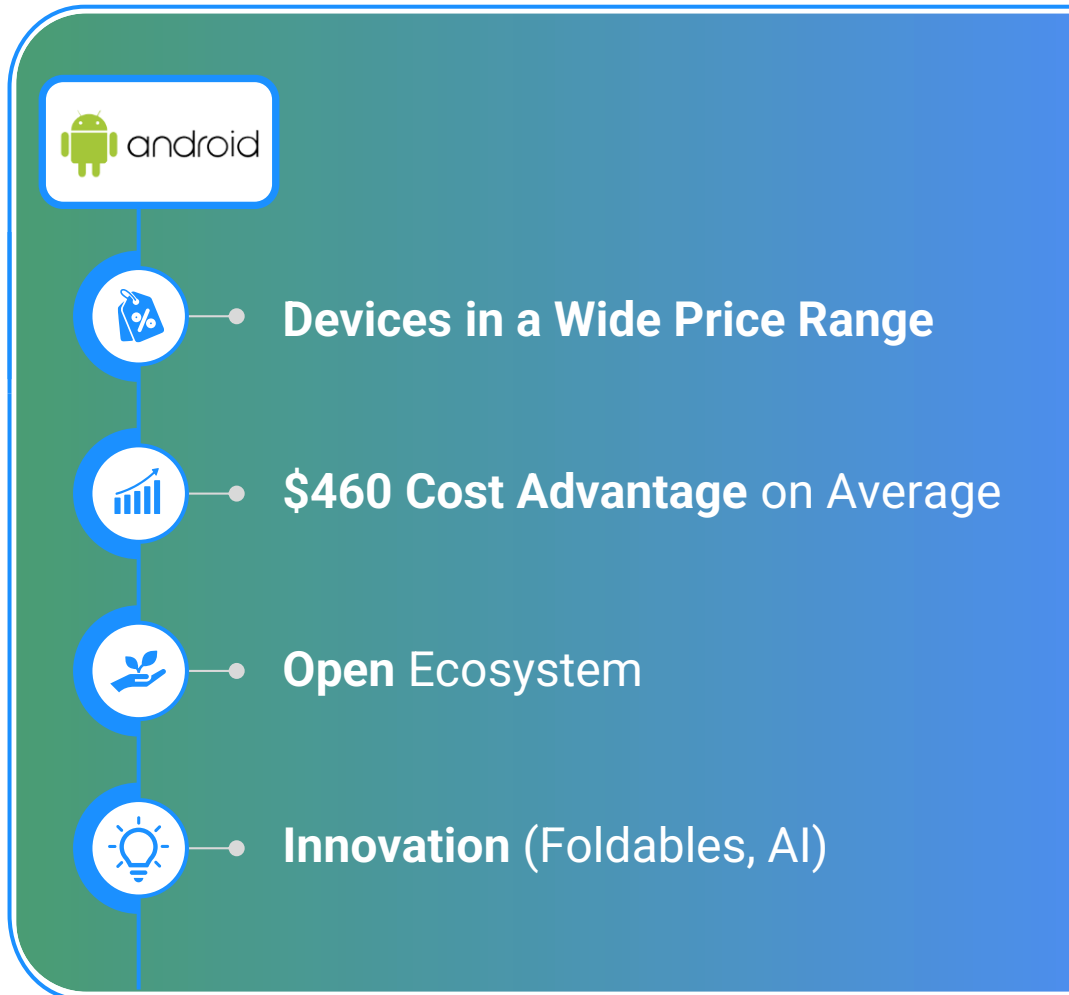 android
Devices in a Wide Price Range
$460 Cost Advantage on Average
Open Ecosystem
Innovation (Foldables, AI)